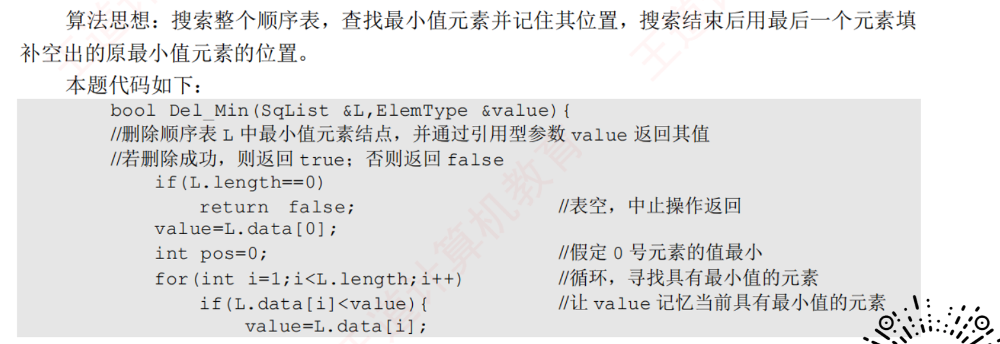 算法思想：搜索整个顺序表，查找最小值元素并记住其位置，搜索结束后用最后一个元素填
补空出的原最小值元素的位置。
本题代码如下：
bool Del_Min(SqList &L,ElemType &value){
//删除顺序表 L 中最小值元素结点，并通过引用型参数 value 返回其值
//若删除成功，则返回 true；否则返回 false
if(L.length==0)
return false; //表空，中止操作返回
value=L.data[0];
int pos=0; //假定 0 号元素的值最小
for(int i=1;i<L.length;i++) //循环，寻找具有最小值的元素
if(L.data[i]<value){ //让 value 记忆当前具有最小值的元素
value=L.data[i];
王道计算机教育